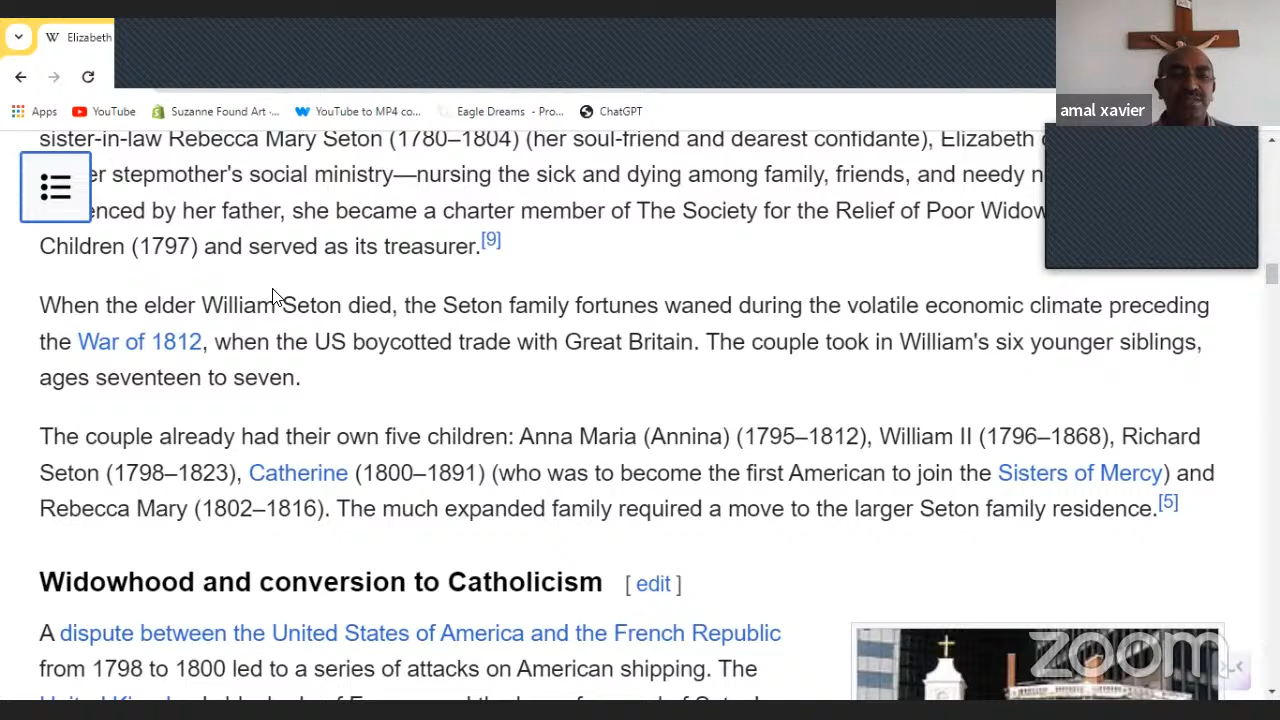 Elizabeth
Apps YouTube Suzanne Found Art -... YouTube to MP4 co... Eagle Dreams - Pro... ChatGPT
amal xavier
sister-in-law Rebecca Mary Seton (1780–1804) (her soul-friend and dearest confidante), Elizabeth
stepmother's social ministry—nursing the sick and dying among family, friends, and needy
by her father, she became a charter member of The Society for the Relief of Poor
Children (1797) and served as its treasurer.[9]
When the elder William Seton died, the Seton family fortunes waned during the volatile economic climate preceding
the War of 1812, when the US boycotted trade with Great Britain. The couple took in William's six younger siblings,
ages seventeen to seven.
The couple already had their own five children: Anna Maria (Annina) (1795–1812), William II (1796–1868), Richard
Seton (1798–1823), Catherine (1800–1891) (who was to become the first American to join the Sisters of Mercy) and
Rebecca Mary (1802–1816). The much expanded family required a move to the larger Seton family residence.[5]
Widowhood and conversion to Catholicism [ edit ]
A dispute between the United States of America and the French Republic
from 1798 to 1800 led to a series of attacks on American shipping. The
zoom